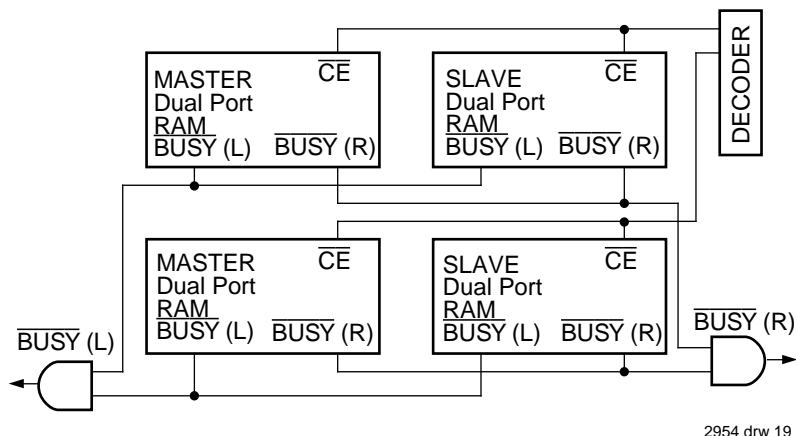 DECODER
MASTER
Dual Port
RAM
CE
BUSY (L) BUSY (R)
SLAVE
Dual Port
RAM
CE
BUSY (L) BUSY (R)
MASTER
Dual Port
RAM
CE
BUSY (L) BUSY (R)
SLAVE
Dual Port
RAM
CE
BUSY (L) BUSY (R)
BUSY (L)
BUSY (R)
2954 drw 19